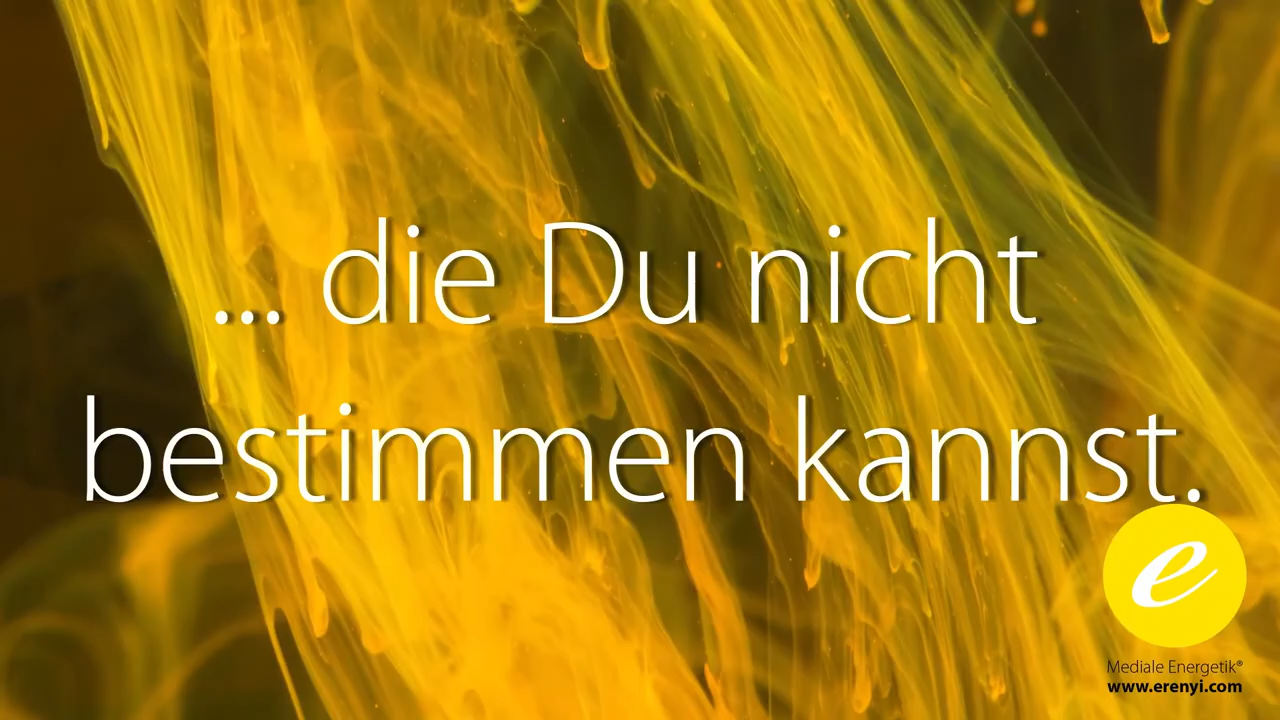 ... die Du nicht
bestimmen kannst.
e
Mediale Energetik®
www.erenyi.com